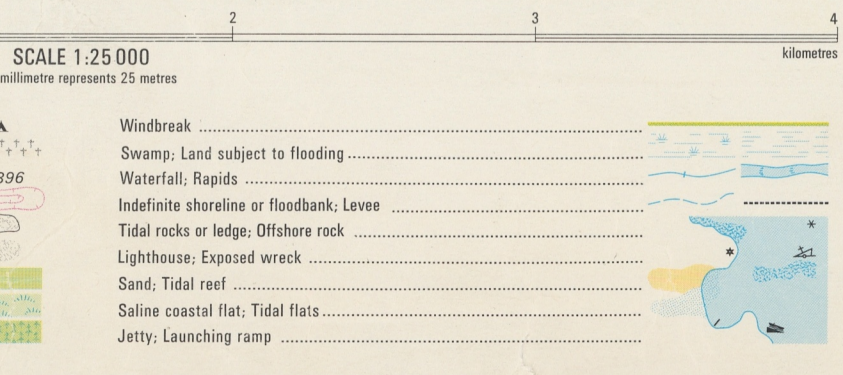 2 3 4
SCALE 1:25 000 kilometres
millimetre represents 25 metres
Windbreak
Swamp; Land subject to flooding
396 Waterfall; Rapids
Indefinite shoreline or floodbank; Levee
Tidal rocks or ledge; Offshore rock
Lighthouse; Exposed wreck
Sand; Tidal reef
Saline coastal flat; Tidal flats
Jetty; Launching ramp